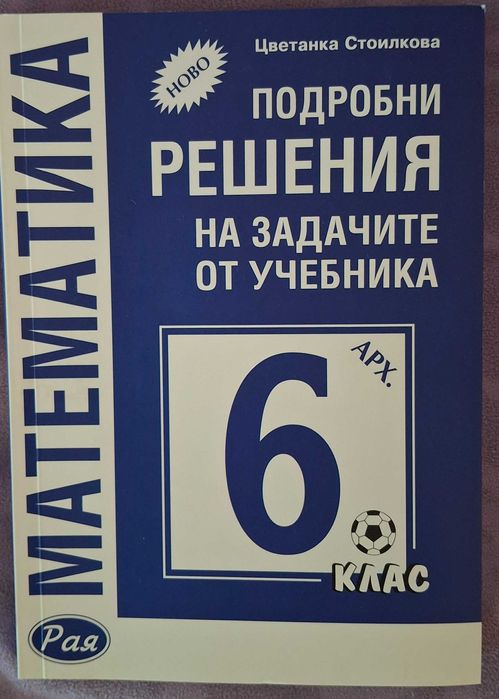 МАТЕМАТИКА
НОВО
Цветанка Стоилкова
ПОДРОБНИ
РЕШЕНИЯ
НА ЗАДАЧИТЕ
ОТ УЧЕБНИКА
АРХ.
6
КЛАС
Рая